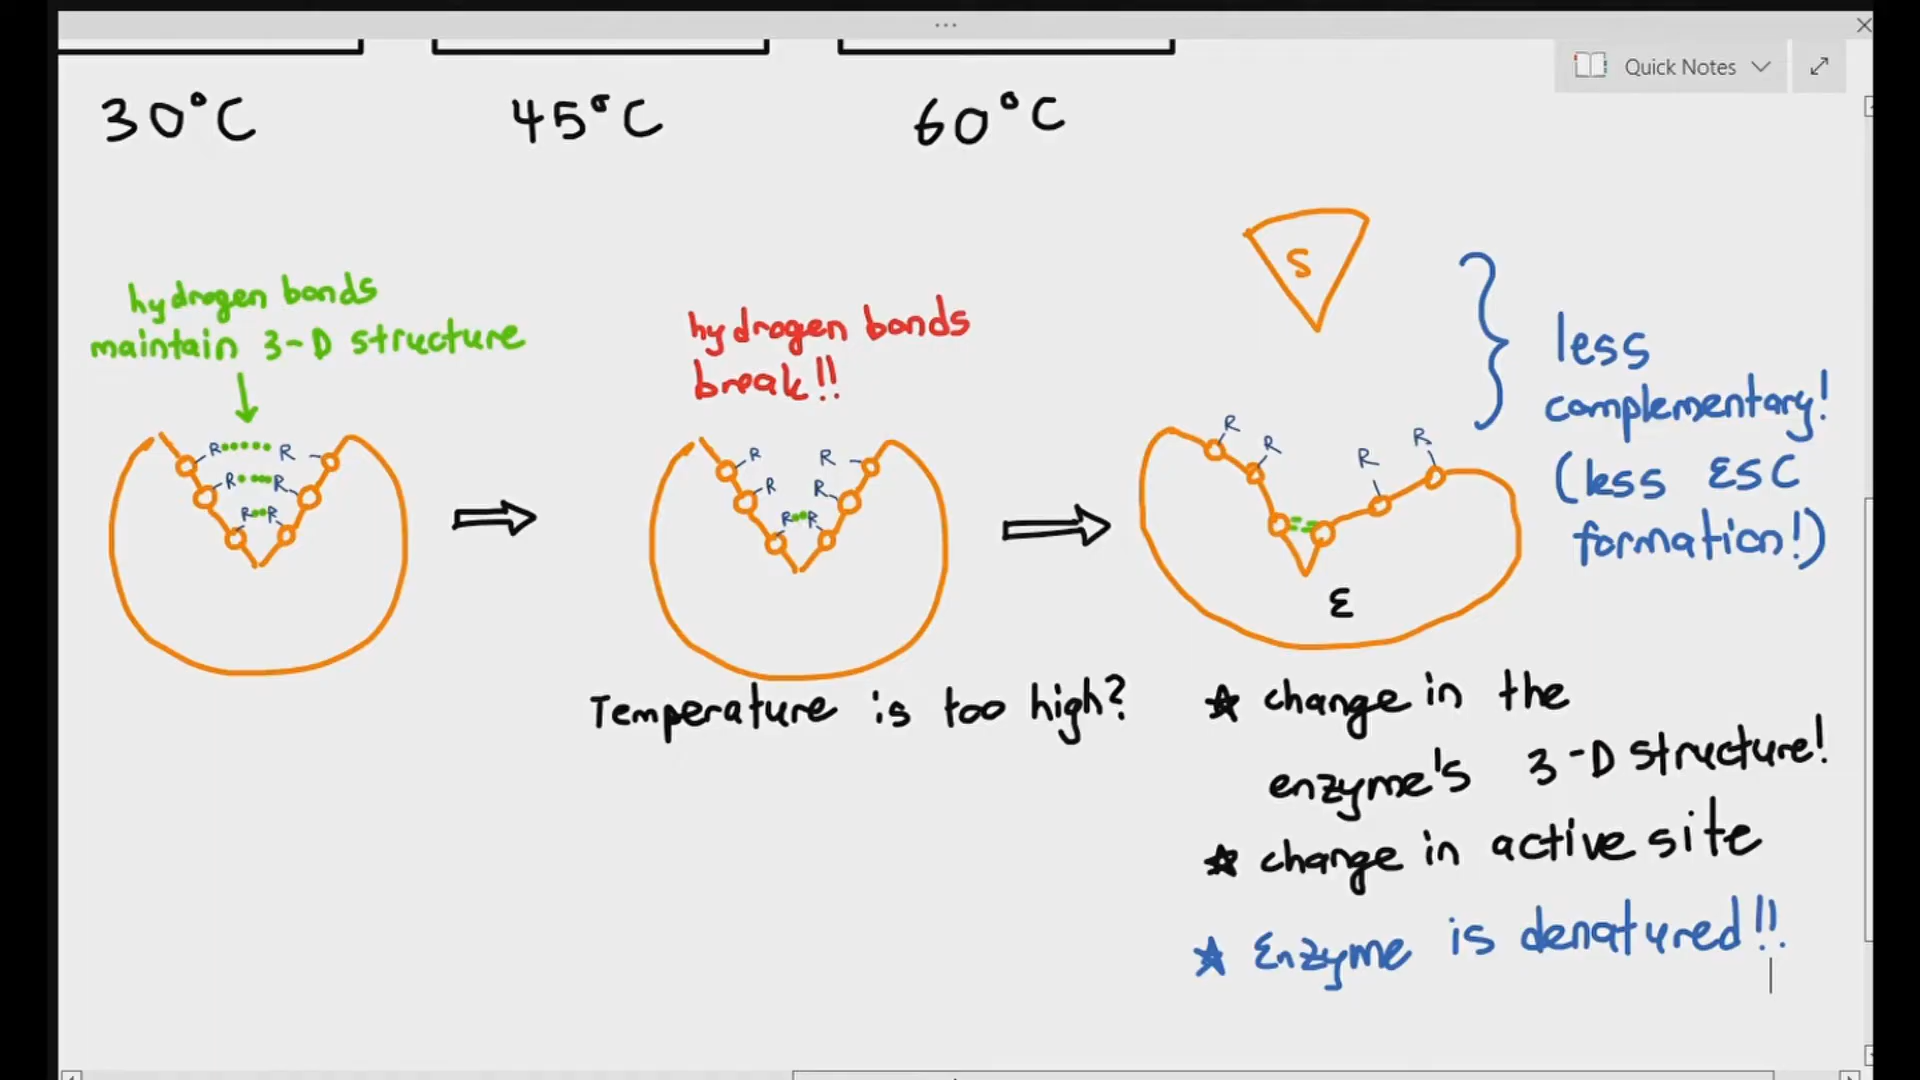 Quick Notes
30°C
45°C
60°C
S
hydrogen bonds
maintain 3-D structure
hydrogen bonds
break!!
less
complementary!
(less ESC
formation!)
R R
R R
R R
R R
R R
R R
R R R R
E
Temperature is too high?
change in the
enzyme's 3-D structure!
change in active site
Enzyme is denatured!!